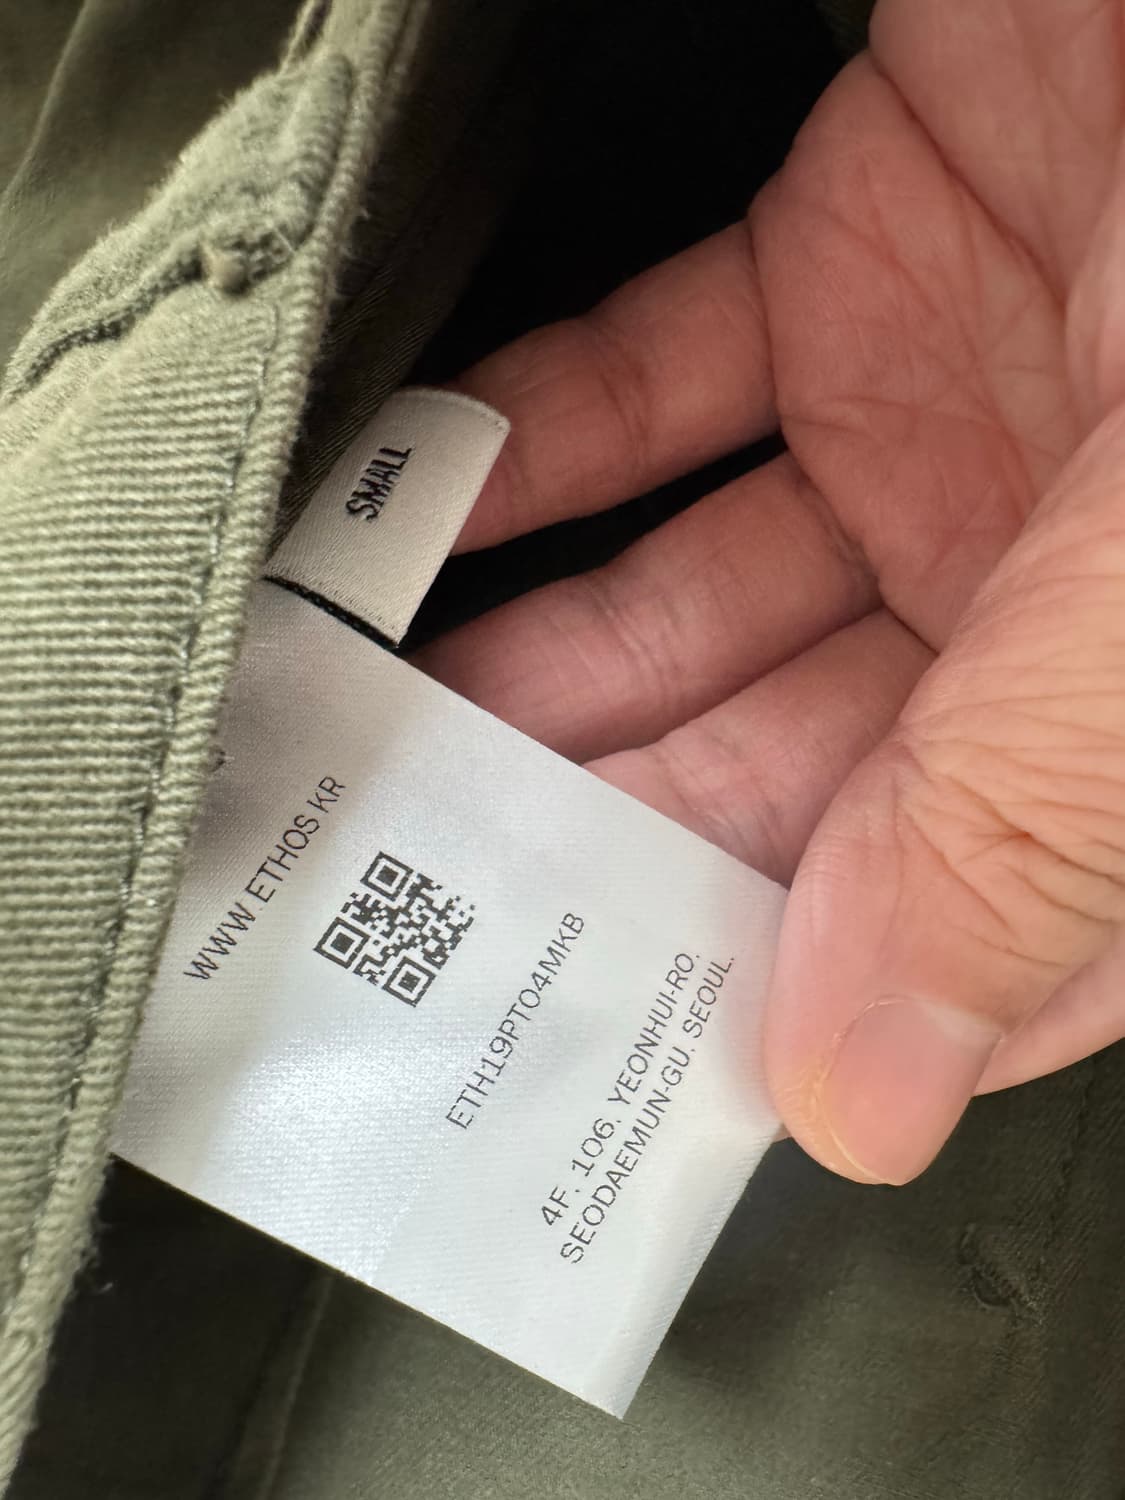 SMALL
WWW.ETHOS KR
ETH19PT04MKB
4F. 106. YEONHUI-RO.
SEODAEMUN-GU. SEOUL.